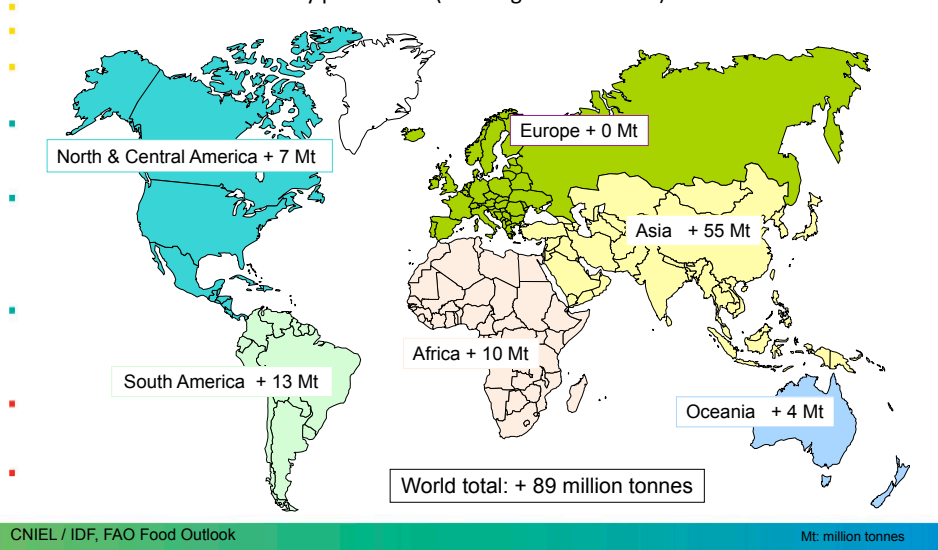 North & Central America + 7 Mt
Europe + 0 Mt
Asia + 55 Mt
Africa + 10 Mt
South America + 13 Mt
Oceania + 4 Mt
World total: + 89 million tonnes
CNIEL / IDF, FAO Food Outlook
Mt: million tonnes